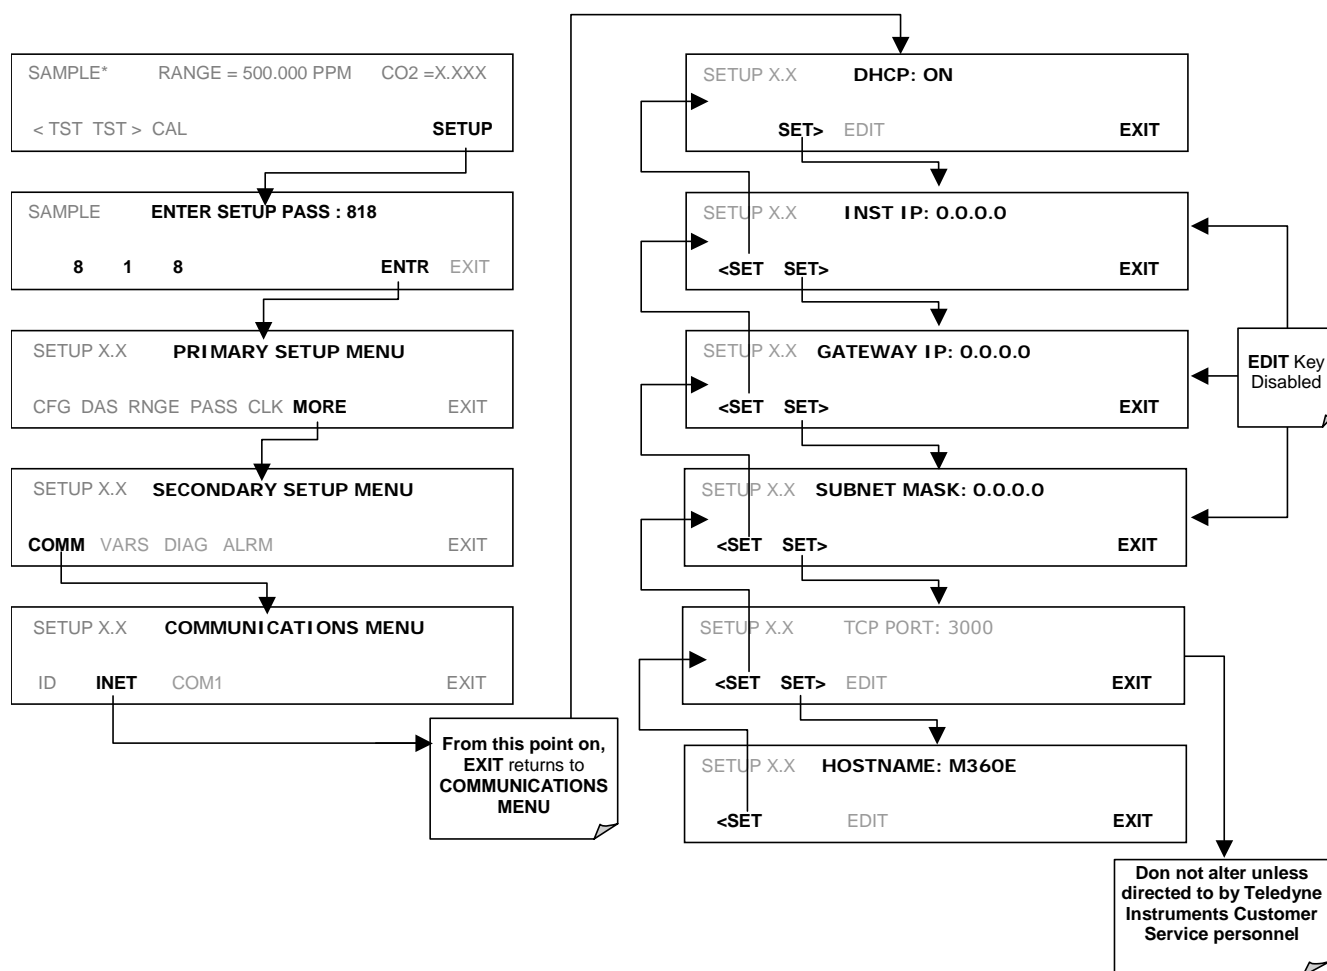 SAMPLE* RANGE = 500.000 PPM CO2 =X.XXX
< TST TST > CAL SETUP
SAMPLE ENTER SETUP PASS : 818
8 1 8 ENTR EXIT
SETUP X.X PRIMARY SETUP MENU
CFG DAS RNGE PASS CLK MORE EXIT
SETUP X.X SECONDARY SETUP MENU
COMM VARS DIAG ALRM EXIT
SETUP X.X COMMUNICATIONS MENU
ID INET COM1 EXIT
From this point on,
EXIT returns to
COMMUNICATIONS
MENU
SETUP X.X DHCP: ON
SET> EDIT EXIT
SETUP X.X INST IP: 0.0.0.0
<SET SET> EXIT
SETUP X.X GATEWAY IP: 0.0.0.0
<SET SET> EXIT
EDIT Key
Disabled
SETUP X.X SUBNET MASK: 0.0.0.0
<SET SET> EXIT
SETUP X.X TCP PORT: 3000
<SET SET> EDIT EXIT
SETUP X.X HOSTNAME: M360E
<SET EDIT EXIT
Don not alter unless
directed to by Teledyne
Instruments Customer
Service personnel